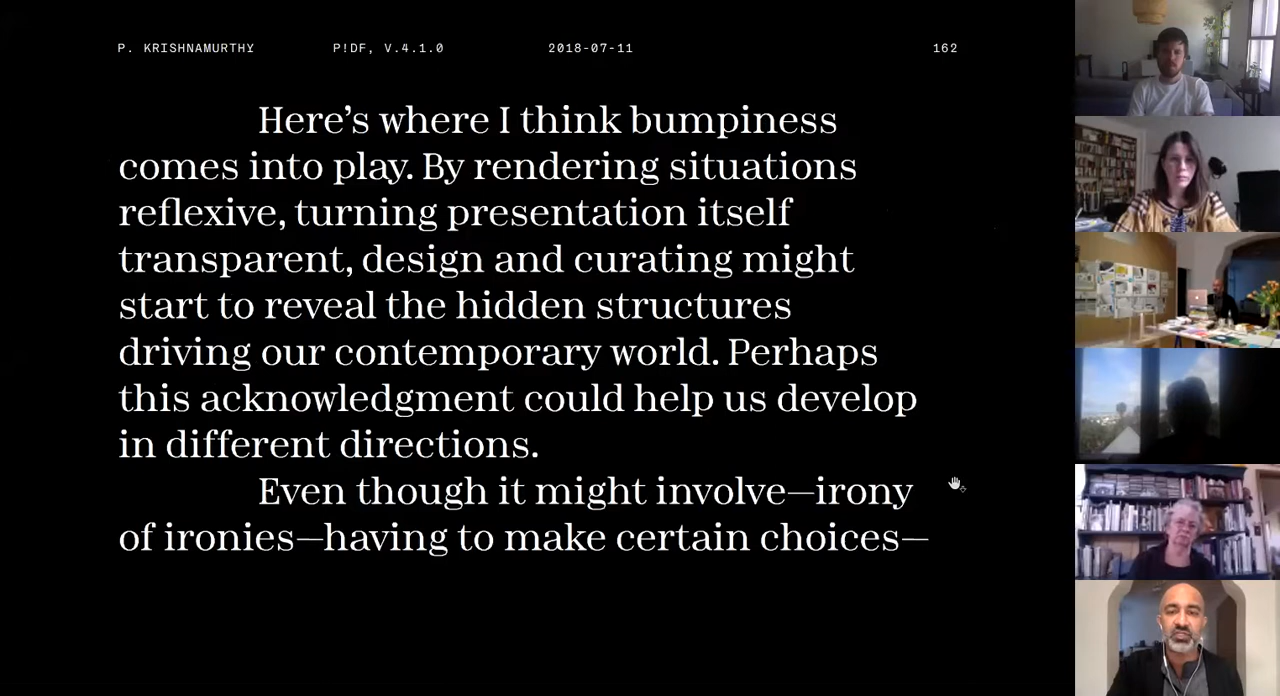 P. KRISHNAMURTHY P!DF, V.4.1.0 2018-07-11 162
Here’s where I think bumpiness
comes into play. By rendering situations
reflexive, turning presentation itself
transparent, design and curating might
start to reveal the hidden structures
driving our contemporary world. Perhaps
this acknowledgment could help us develop
in different directions.
Even though it might involve—irony
of ironies—having to make certain choices—